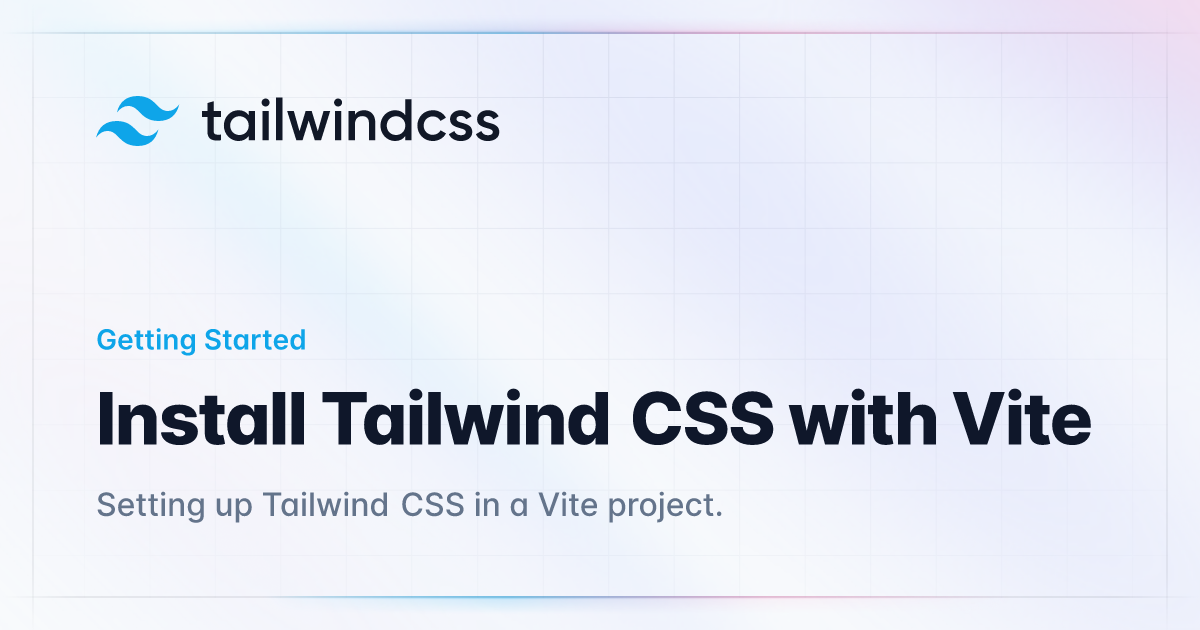 tailwindcss
Getting Started
Install Tailwind CSS with Vite
Setting up Tailwind CSS in a Vite project.